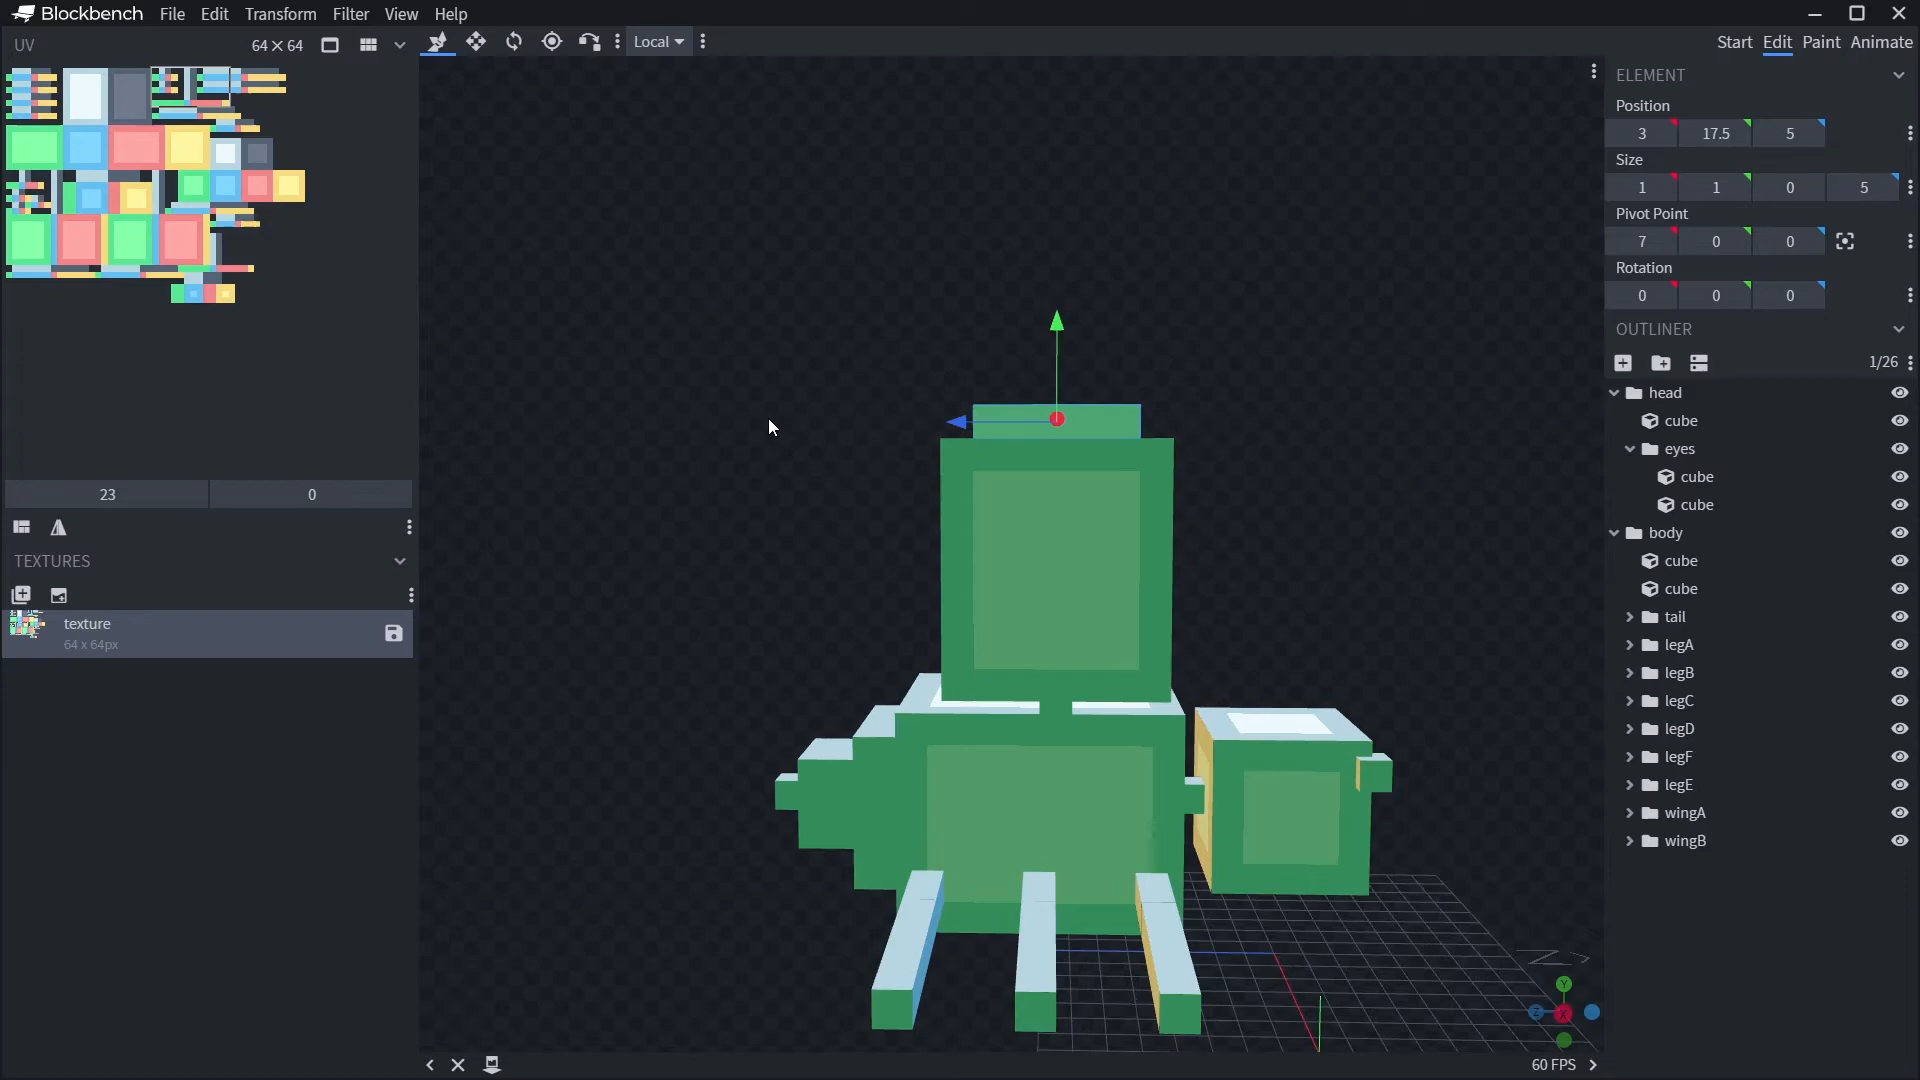 Blockbench File Edit Transform Filter View Help
UV 64 × 64
Local
Start Edit Paint Animate
ELEMENT
Position
3 17.5 5
Size
1 1 0 5
Pivot Point
7 0 0
Rotation
0 0 0
OUTLINER
1/26
head
cube
eyes
cube
cube
body
cube
cube
tail
legA
legB
legC
legD
legF
legE
wingA
wingB
23 0
TEXTURES
texture
64 x 64px
Y
Z X
60 FPS